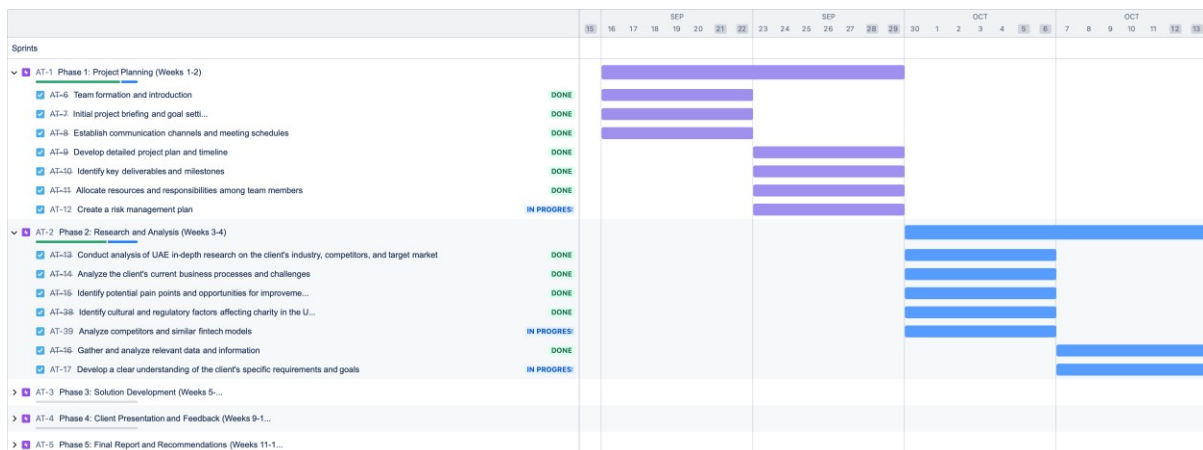 SEP SEP OCT OCT
15 16 17 18 19 20 21 22 23 24 25 26 27 28 29 30 1 2 3 4 5 6 7 8 9 10 11 12 13
Sprints
AT-1 Phase 1: Project Planning (Weeks 1-2)
AT-6 Team formation and introduction DONE
AT-7 Initial project briefing and goal setti... DONE
AT-8 Establish communication channels and meeting schedules DONE
AT-9 Develop detailed project plan and timeline DONE
AT-10 Identify key deliverables and milestones DONE
AT-11 Allocate resources and responsibilities among team members DONE
AT-12 Create a risk management plan IN PROGRES
AT-2 Phase 2: Research and Analysis (Weeks 3-4)
AT-13 Conduct analysis of UAE in-depth research on the client's industry, competitors, and target market DONE
AT-14 Analyze the client's current business processes and challenges DONE
AT-15 Identify potential pain points and opportunities for improveme... DONE
AT-38 Identify cultural and regulatory factors affecting charity in the U... DONE
AT-39 Analyze competitors and similar fintech models IN PROGRES
AT-16 Gather and analyze relevant data and information DONE
AT-17 Develop a clear understanding of the client's specific requirements and goals IN PROGRES
AT-3 Phase 3: Solution Development (Weeks 5-...
AT-4 Phase 4: Client Presentation and Feedback (Weeks 9-1...
AT-5 Phase 5: Final Report and Recommendations (Weeks 11-1...